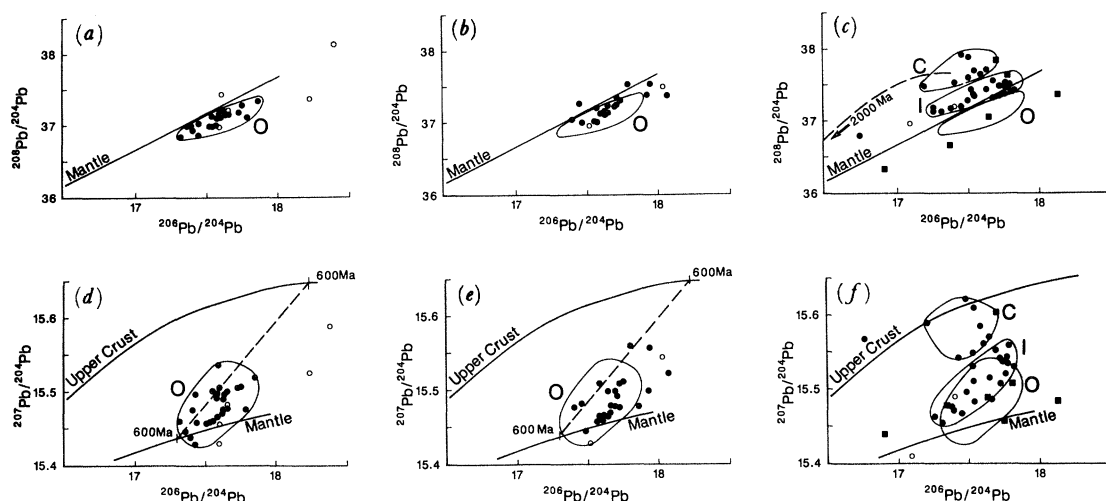 (a)
38
37
36
208Pb/204Pb
Mantle
O
17
18
206Pb/204Pb
(b)
38
37
36
208Pb/204Pb
Mantle
O
17
18
206Pb/204Pb
(c)
38
37
36
208Pb/204Pb
C
I
O
2000 Ma
Mantle
17
18
206Pb/204Pb
(d)
600Ma
15.6
15.5
15.4
207Pb/204Pb
Upper Crust
O
600Ma
Mantle
17
18
206Pb/204Pb
(e)
600Ma
15.6
15.5
15.4
207Pb/204Pb
Upper Crust
O
600Ma
Mantle
17
18
206Pb/204Pb
(f)
15.6
15.5
15.4
207Pb/204Pb
Upper Crust
C
I
O
Mantle
17
18
206Pb/204Pb